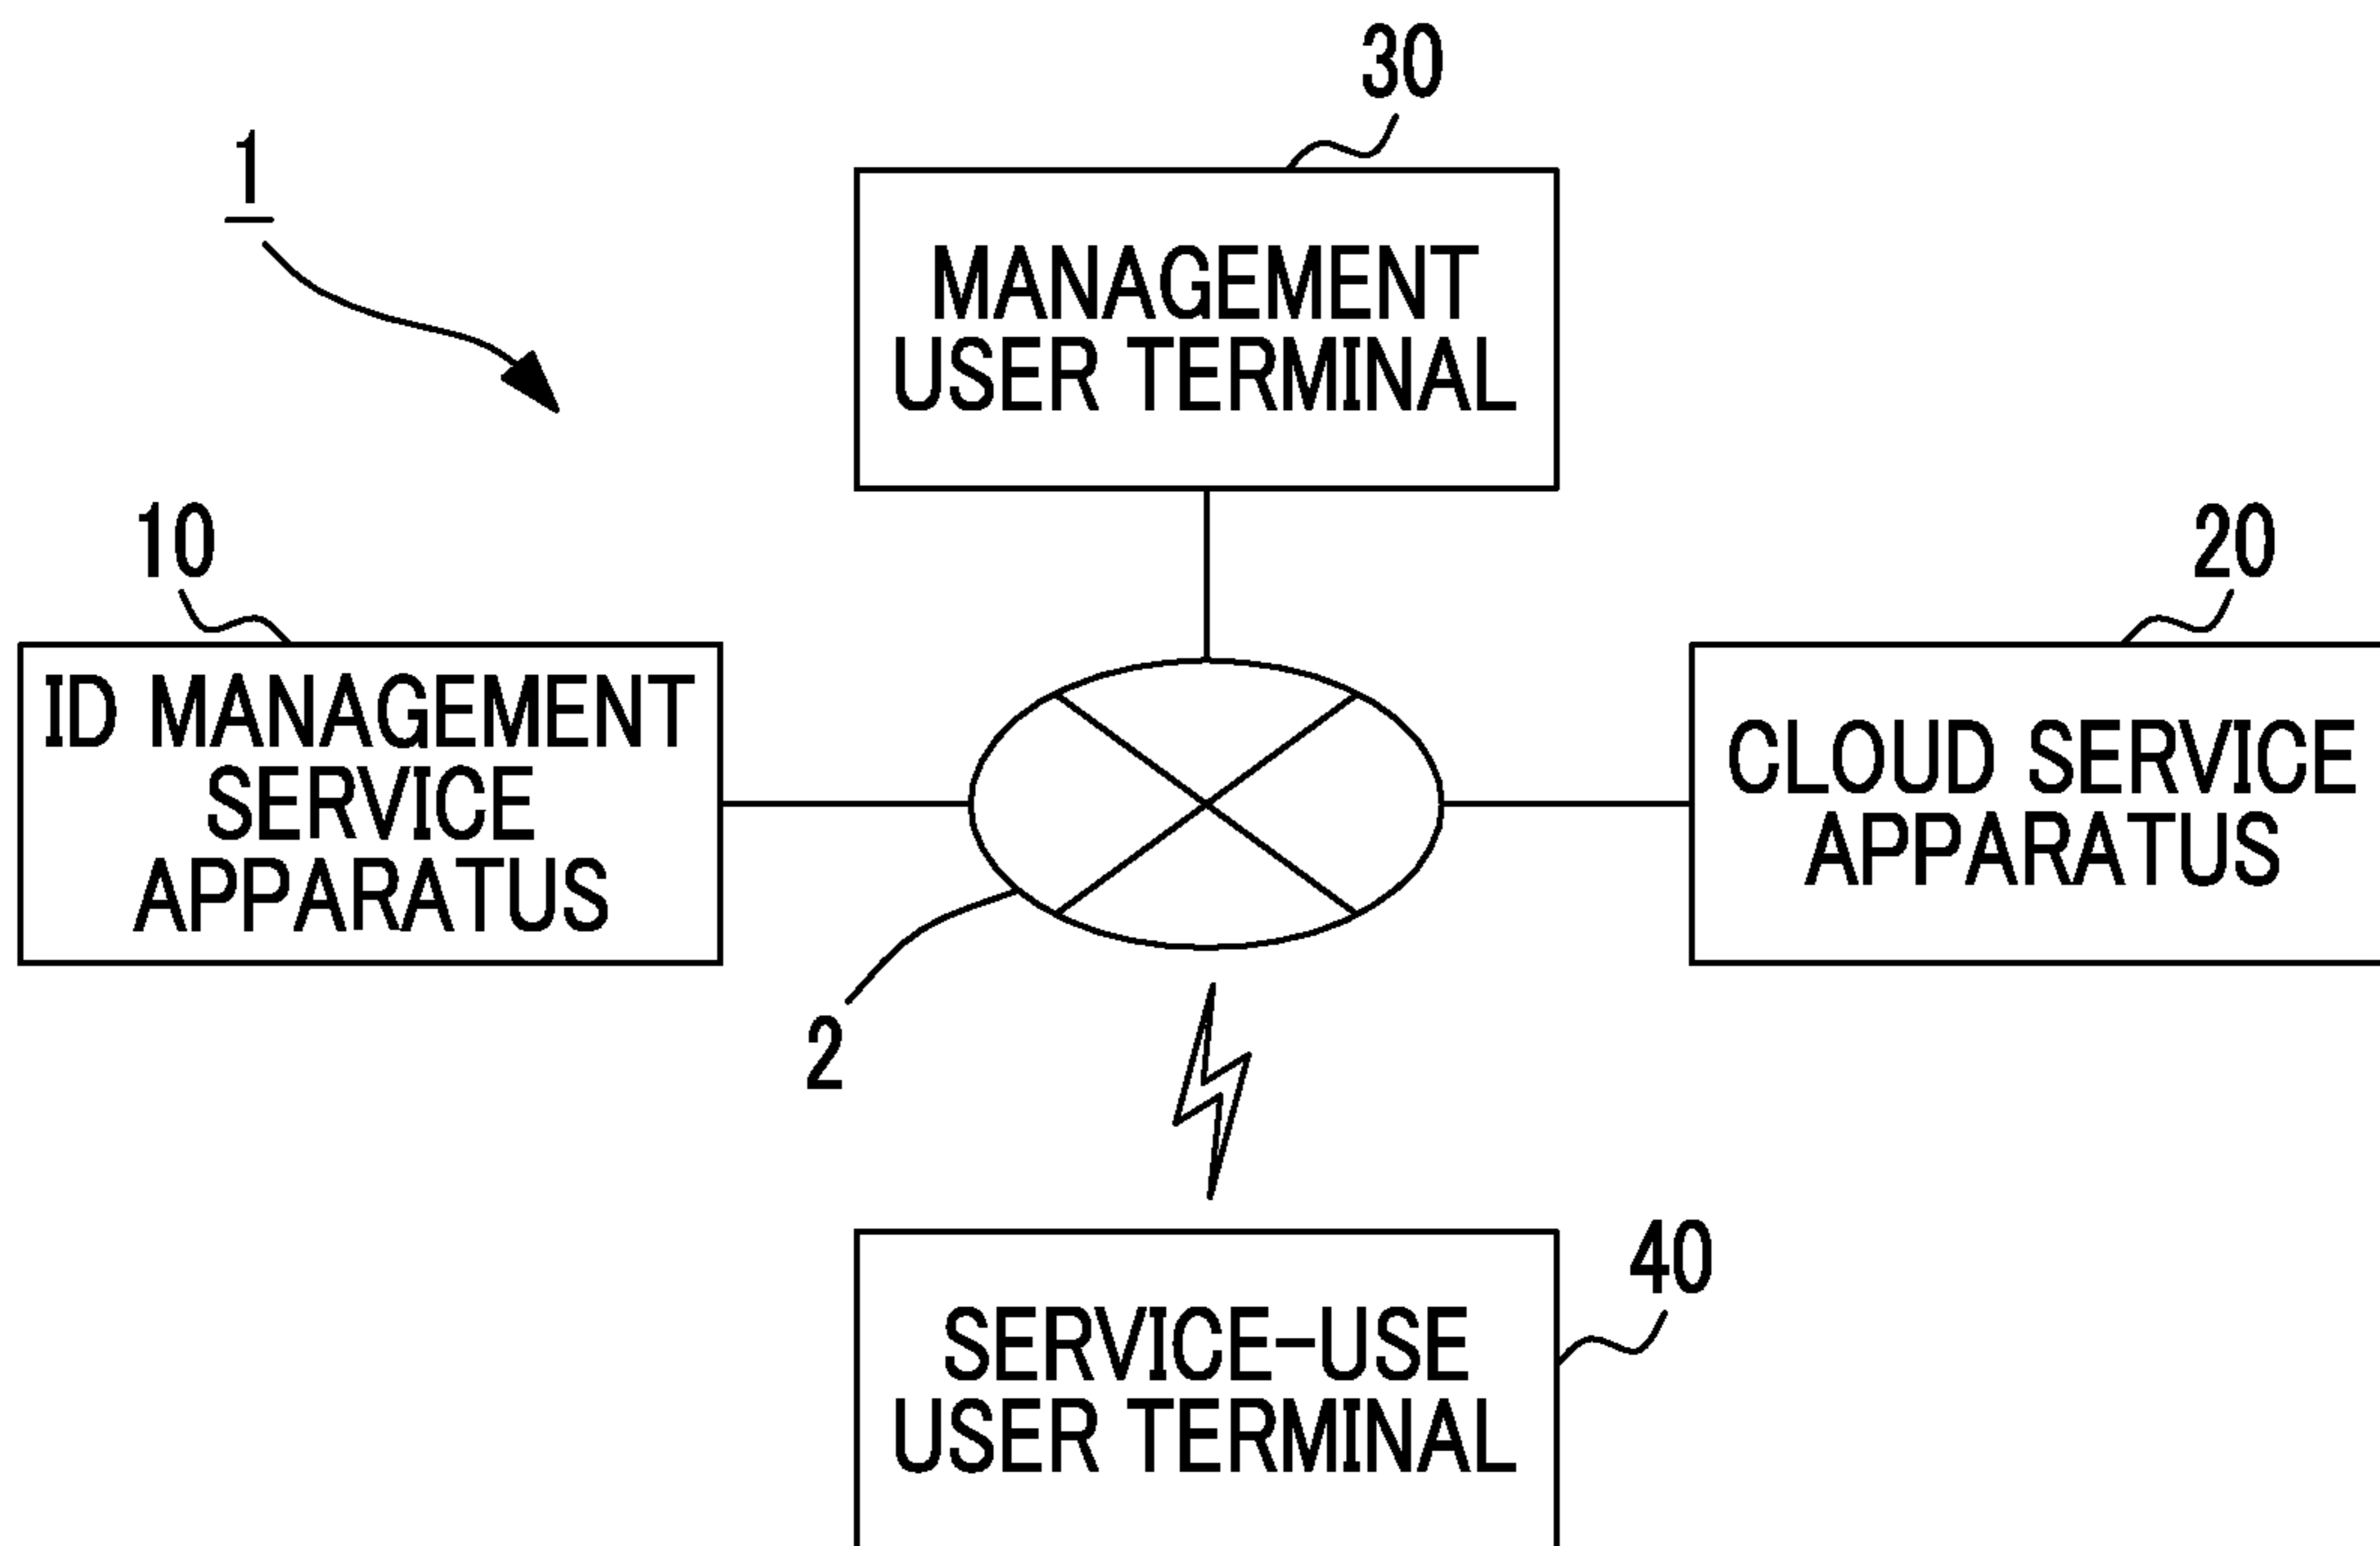 30
1
MANAGEMENT
USER TERMINAL
10
20
ID MANAGEMENT
SERVICE
APPARATUS
CLOUD SERVICE
APPARATUS
2
40
SERVICE-USE
USER TERMINAL